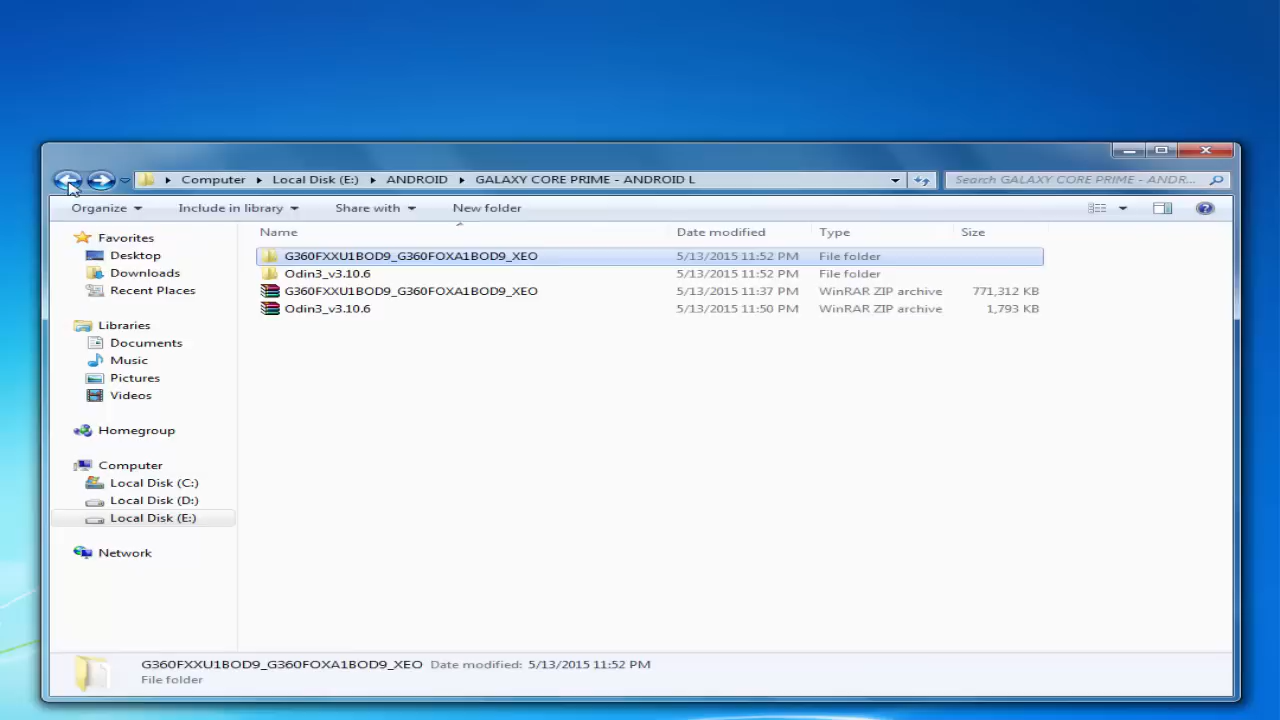 Computer Local Disk (E:) ANDROID GALAXY CORE PRIME - ANDROID L Search GALAXY CORE PRIME - ANDR...
Organize Include in library Share with New folder
Name Date modified Type Size
G360FXXU1BOD9_G360FOXA1BOD9_XEO 5/13/2015 11:52 PM File folder
Odin3_v3.10.6 5/13/2015 11:52 PM File folder
G360FXXU1BOD9_G360FOXA1BOD9_XEO 5/13/2015 11:37 PM WinRAR ZIP archive 771,312 KB
Odin3_v3.10.6 5/13/2015 11:50 PM WinRAR ZIP archive 1,793 KB
Favorites
Desktop
Downloads
Recent Places
Libraries
Documents
Music
Pictures
Videos
Homegroup
Computer
Local Disk (C:)
Local Disk (D:)
Local Disk (E:)
Network
G360FXXU1BOD9_G360FOXA1BOD9_XEO Date modified: 5/13/2015 11:52 PM
File folder